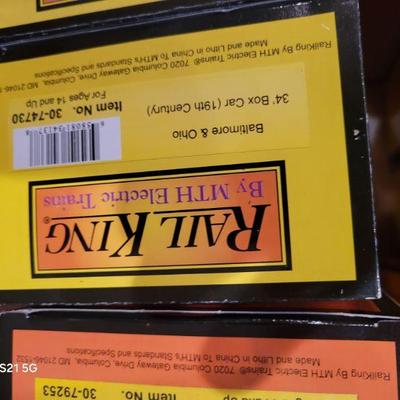 RAIL KING®
By MTH Electric Trains
Baltimore & Ohio
34' Box Car (19th Century)
Item No. 30-74730
For Ages 14 and Up
RailKing By MTH Electric Trains® 7020 Columbia Gateway Drive, Columbia, MD 21046-1
Made and Litho in China To MTH's Standards and Specifications
30-79253
and Up
RailKing By MTH Electric Trains® 7020 Columbia Gateway Drive, Columbia, MD 21046-1532
Made and Litho in China To MTH's Standards and Specifications
S21 5G